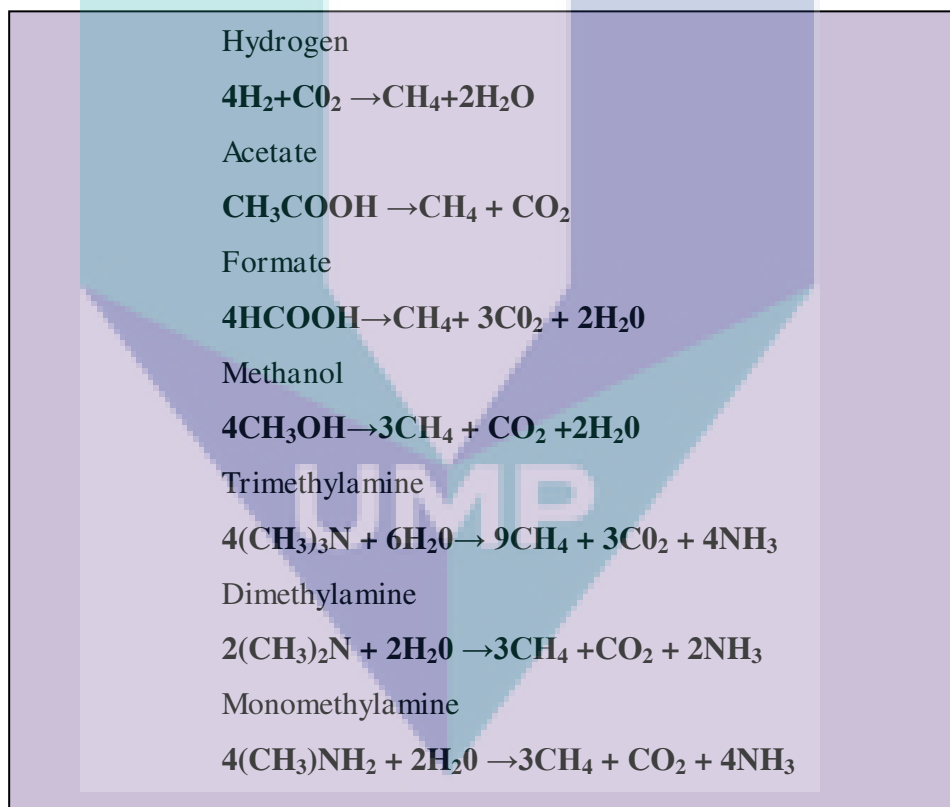 Hydrogen
4H₂+C0₂ →CH₄+2H₂O
Acetate
CH₃COOH →CH₄ + CO₂
Formate
4HCOOH→CH₄+ 3C0₂ + 2H₂0
Methanol
4CH₃OH→3CH₄ + CO₂ +2H₂0
UMP
Trimethylamine
4(CH₃)₃N + 6H₂0→ 9CH₄ + 3C0₂ + 4NH₃
Dimethylamine
2(CH₃)₂N + 2H₂0 →3CH₄ +CO₂ + 2NH₃
Monomethylamine
4(CH₃)NH₂ + 2H₂0 →3CH₄ + CO₂ + 4NH₃